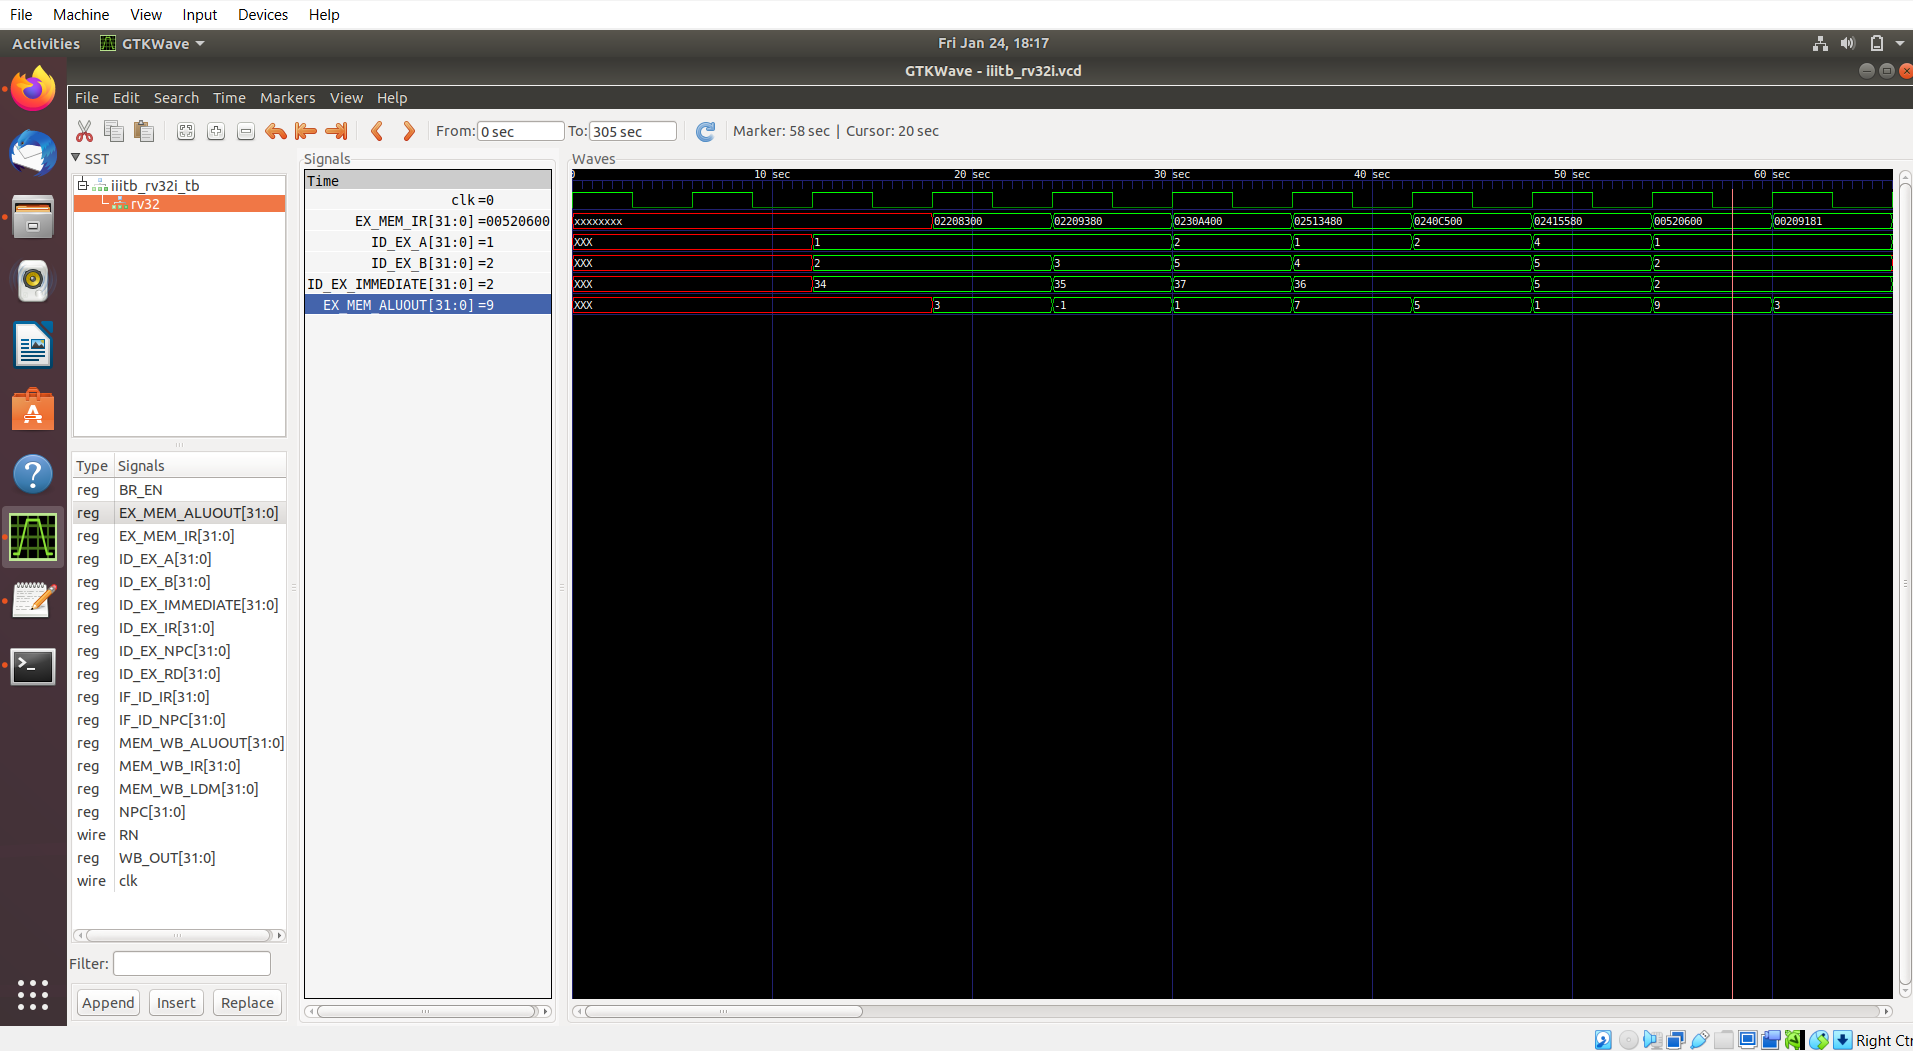 File Machine View Input Devices Help
Activities GTKWave Fri Jan 24, 18:17
GTKWave - iiitb_rv32i.vcd
File Edit Search Time Markers View Help
From: 0 sec To: 305 sec Marker: 58 sec | Cursor: 20 sec
SST
iiitb_rv32i_tb
rv32
Type Signals
reg BR_EN
reg EX_MEM_ALUOUT[31:0]
reg EX_MEM_IR[31:0]
reg ID_EX_A[31:0]
reg ID_EX_B[31:0]
reg ID_EX_IMMEDIATE[31:0]
reg ID_EX_IR[31:0]
reg ID_EX_NPC[31:0]
reg ID_EX_RD[31:0]
reg IF_ID_IR[31:0]
reg IF_ID_NPC[31:0]
reg MEM_WB_ALUOUT[31:0]
reg MEM_WB_IR[31:0]
reg MEM_WB_LDM[31:0]
reg NPC[31:0]
wire RN
reg WB_OUT[31:0]
wire clk
Filter:
Append Insert Replace
Signals
Time
clk =0
EX_MEM_IR[31:0] =00520600
ID_EX_A[31:0] =1
ID_EX_B[31:0] =2
ID_EX_IMMEDIATE[31:0] =2
EX_MEM_ALUOUT[31:0] =9
Waves
0 10 sec 20 sec 30 sec 40 sec 50 sec 60 sec
xxxxxxxx 02208300 02209380 0230A400 02513480 0240C500 02415580 00520600 00209181
XXX 1 2 1 2 4 1
XXX 2 3 5 4 5 2
XXX 34 35 37 36 5 2
XXX 3 -1 1 7 5 1 9 3
Right Ctr